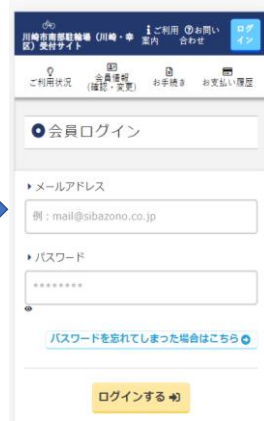 川崎市南部駐輪場（川崎・幸区）受付サイト
ご利用案内
お問い合わせ
ログイン
ご利用状況
会員情報（確認・変更）
お手続き
お支払い履歴
会員ログイン
メールアドレス
例：mail@sibazono.co.jp
パスワード
********
パスワードを忘れてしまった場合はこちら
ログインする